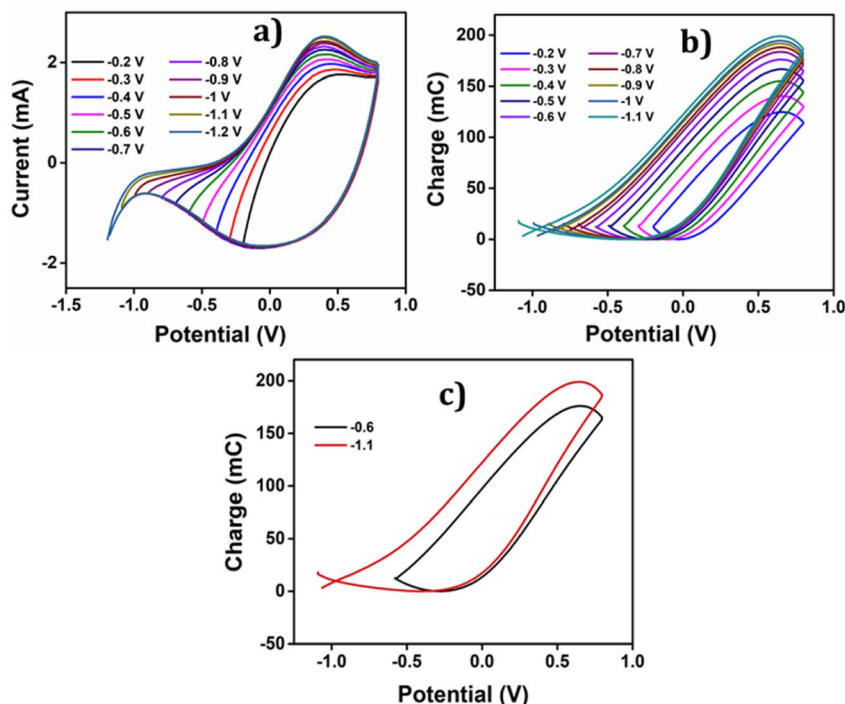 a)
-0.2 V
-0.3 V
-0.4 V
-0.5 V
-0.6 V
-0.7 V
-0.8 V
-0.9 V
-1 V
-1.1 V
-1.2 V
2
0
-2
Current (mA)
-1.5 -1.0 -0.5 0.0 0.5 1.0
Potential (V)
b)
-0.2 V
-0.3 V
-0.4 V
-0.5 V
-0.6 V
-0.7 V
-0.8 V
-0.9 V
-1 V
-1.1 V
200
150
100
50
0
-50
Charge (mC)
-1.0 -0.5 0.0 0.5 1.0
Potential (V)
c)
-0.6
-1.1
200
150
100
50
0
-50
Charge (mC)
-1.0 -0.5 0.0 0.5 1.0
Potential (V)